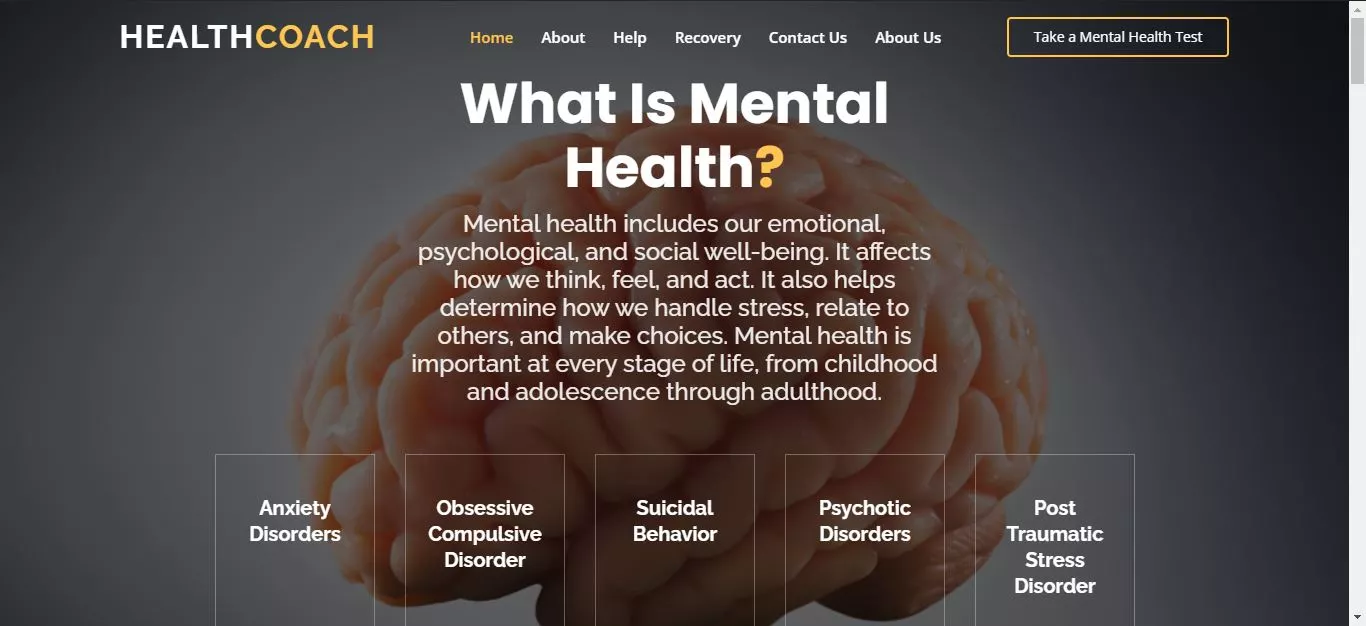 HEALTHCOACH
Home About Help Recovery Contact Us About Us
Take a Mental Health Test
What Is Mental
Health?
Mental health includes our emotional,
psychological, and social well-being. It affects
how we think, feel, and act. It also helps
determine how we handle stress, relate to
others, and make choices. Mental health is
important at every stage of life, from childhood
and adolescence through adulthood.
Anxiety
Disorders
Obsessive
Compulsive
Disorder
Suicidal
Behavior
Psychotic
Disorders
Post
Traumatic
Stress
Disorder